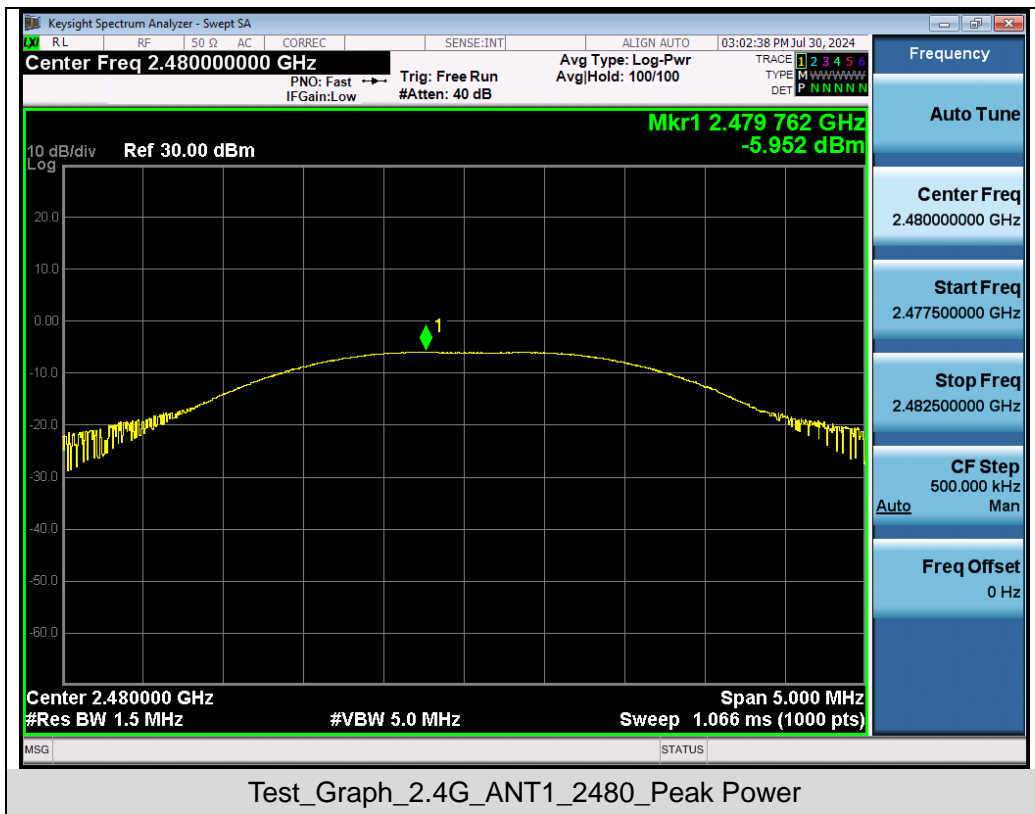 Keysight Spectrum Analyzer - Swept SA
LXI RL RF 50 Ω AC CORREC SENSE:INT ALIGN AUTO 03:02:38 PM Jul 30, 2024
Center Freq 2.480000000 GHz
PNO: Fast
IFGain:Low
Trig: Free Run
#Atten: 40 dB
Avg Type: Log-Pwr
Avg|Hold: 100/100
TRACE 1 2 3 4 5 6
TYPE M WWWWW
DET P N N N N N
Mkr1 2.479 762 GHz
-5.952 dBm
10 dB/div Ref 30.00 dBm
Log
20.0
10.0
0.00
-10.0
-20.0
-30.0
-40.0
-50.0
-60.0
1
Center 2.480000 GHz Span 5.000 MHz
#Res BW 1.5 MHz #VBW 5.0 MHz Sweep 1.066 ms (1000 pts)
MSG STATUS
Frequency
Auto Tune
Center Freq
2.480000000 GHz
Start Freq
2.477500000 GHz
Stop Freq
2.482500000 GHz
CF Step
500.000 kHz
Auto Man
Freq Offset
0 Hz
Test_Graph_2.4G_ANT1_2480_Peak Power